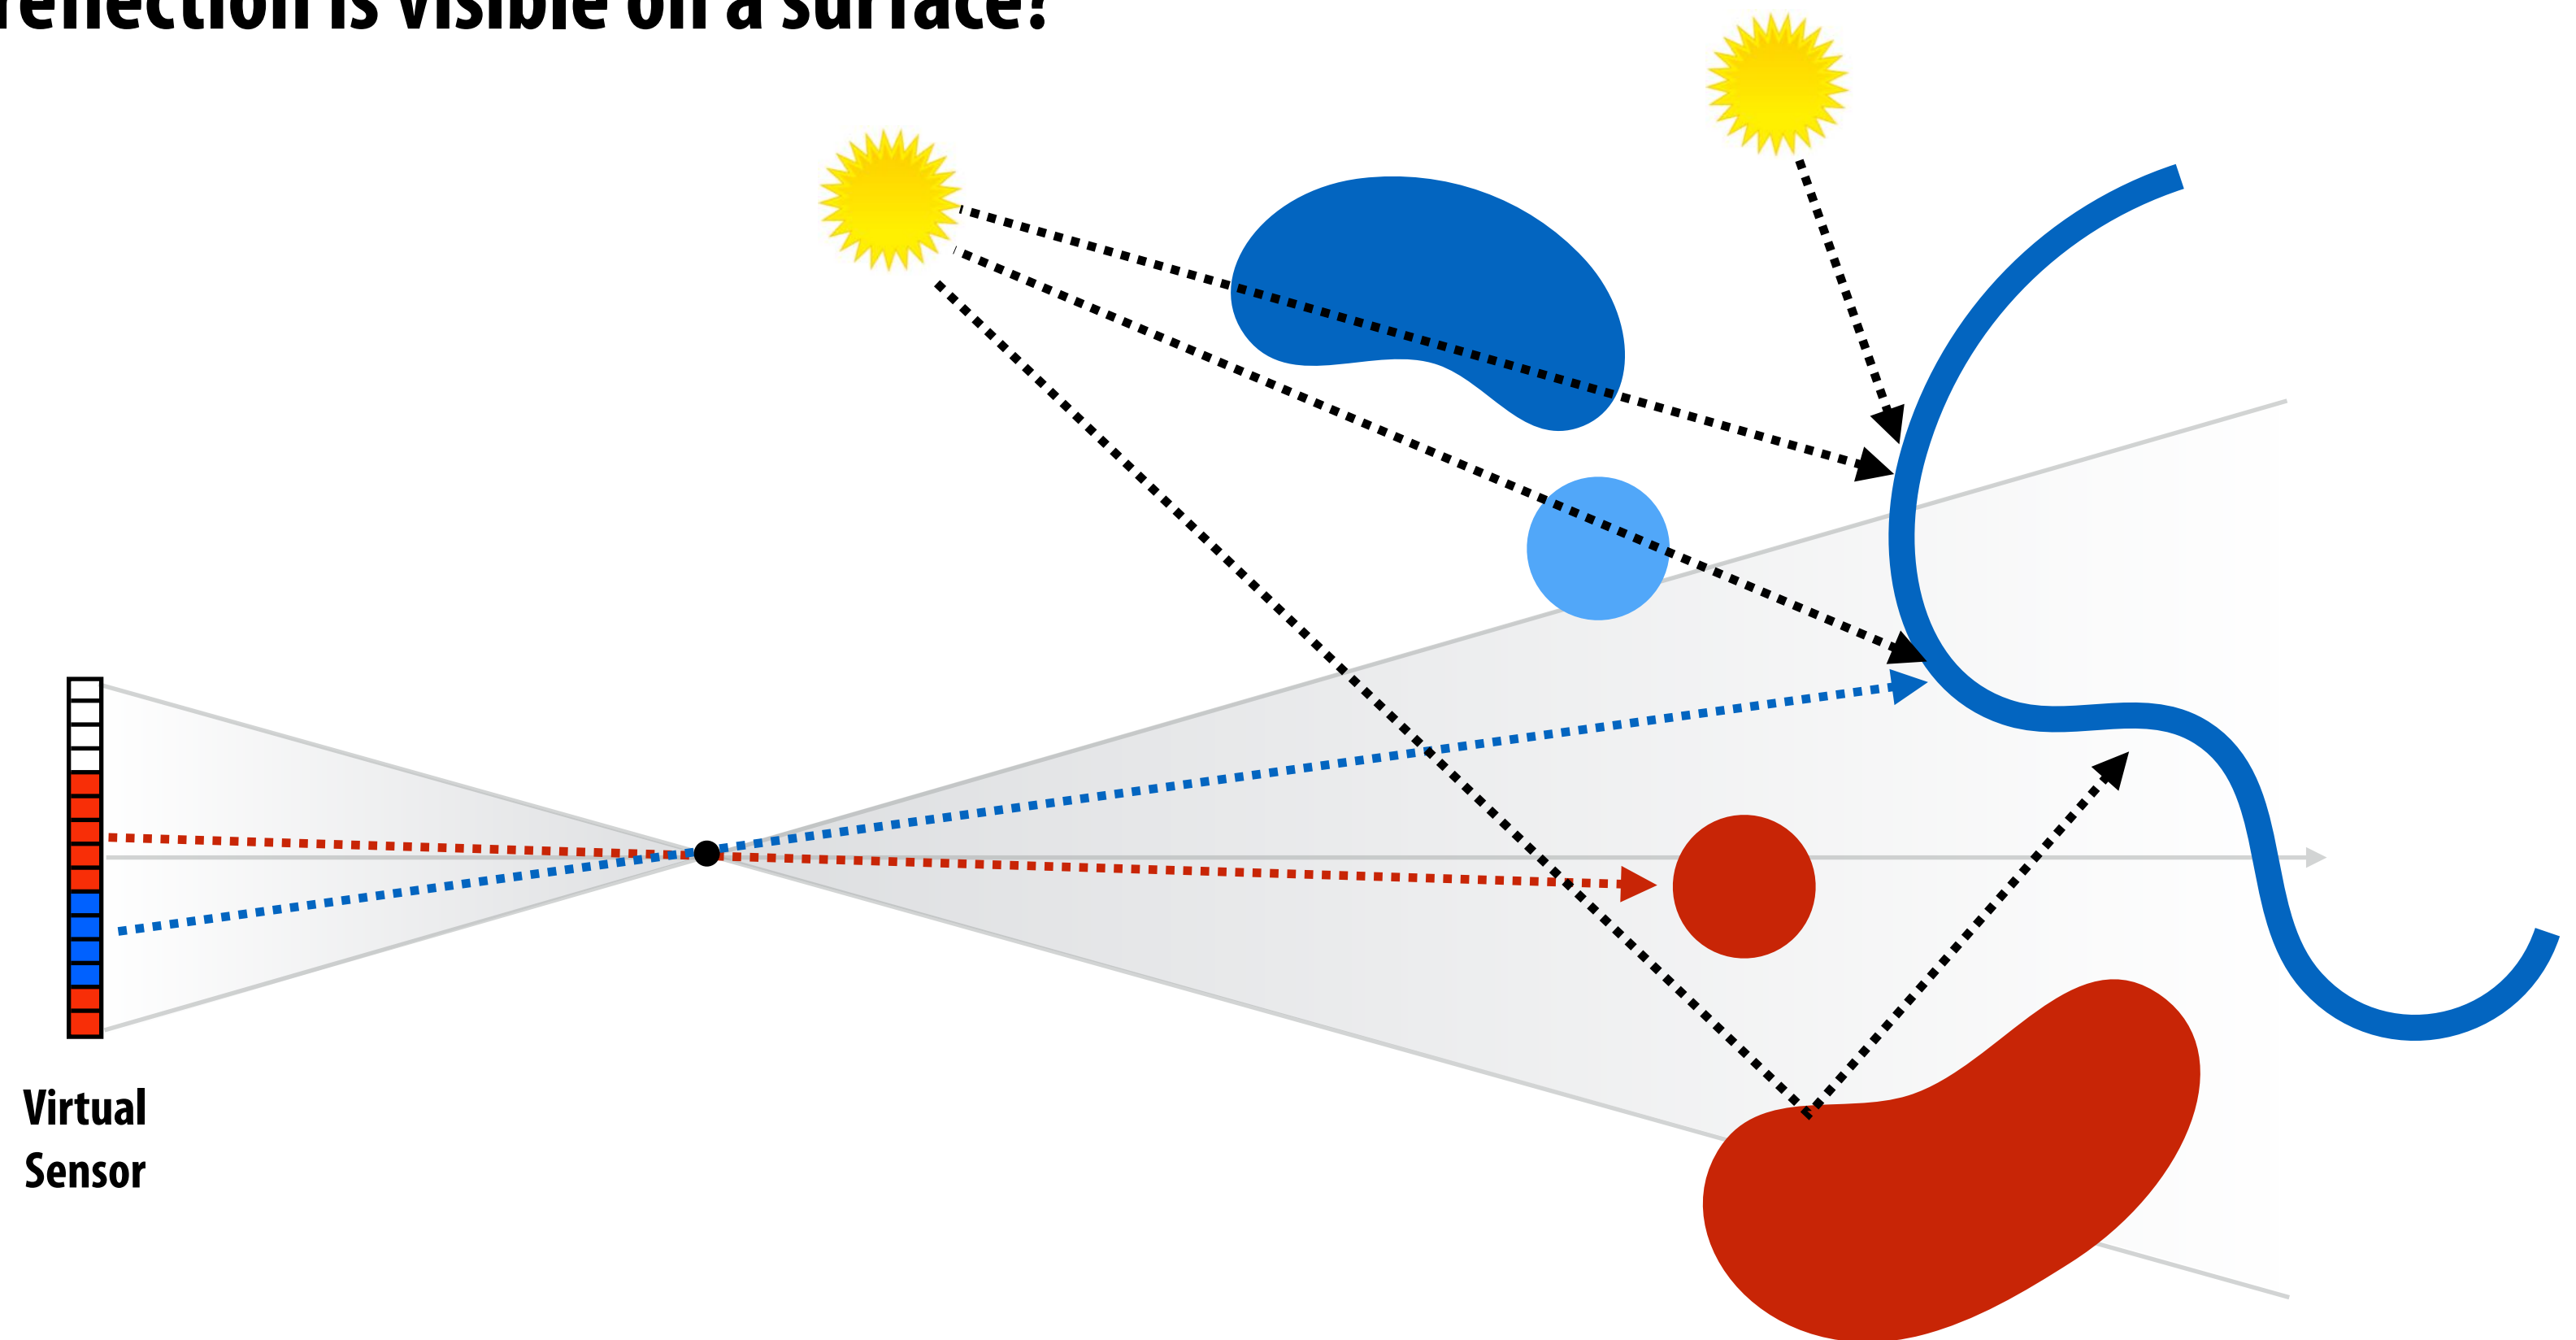 reflection is visible on a surface?
Virtual
Sensor